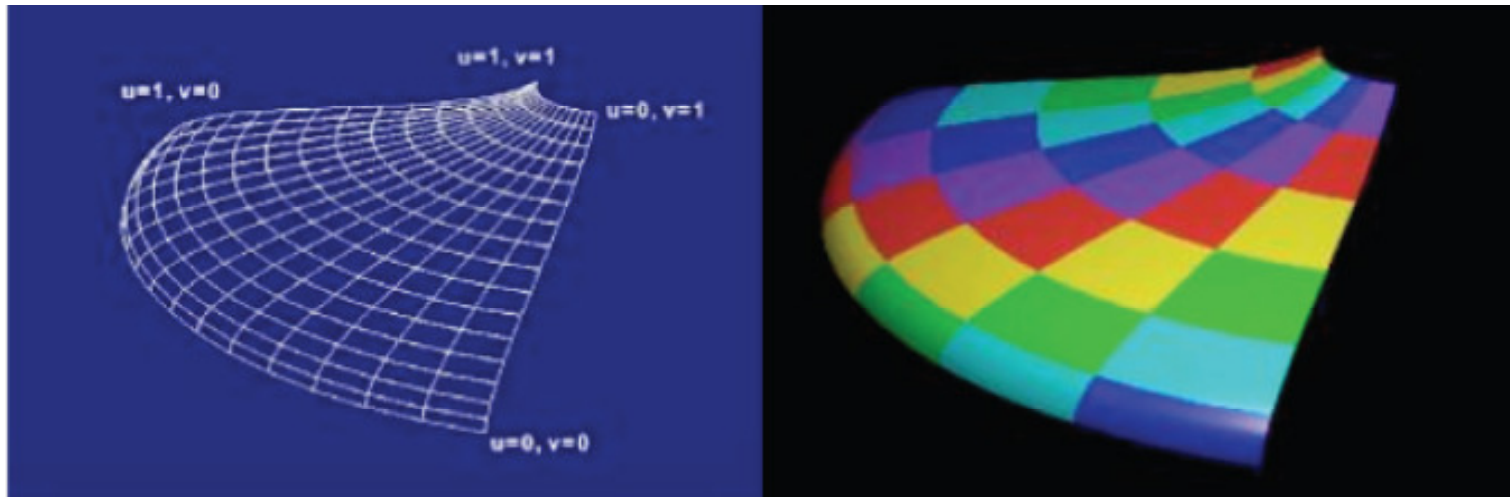 u=1, v=1
u=1, v=0
u=0, v=1
u=0, v=0